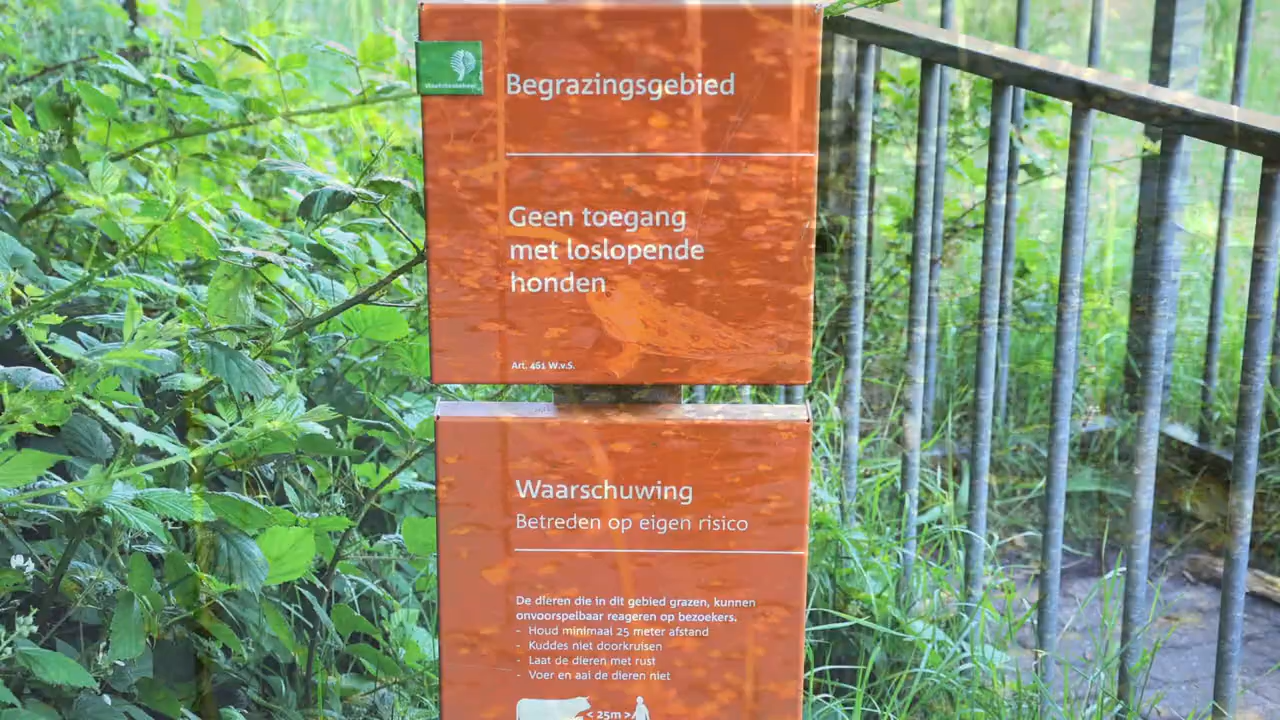 Begrazingsgebied
Geen toegang
met loslopende
honden
Art. 461 W.v.S.
Waarschuwing
Betreden op eigen risico
De dieren die in dit gebied grazen, kunnen
onvoorspelbaar reageren op bezoekers.
- Houd minimaal 25 meter afstand
- Kuddes niet doorkruisen
- Laat de dieren met rust
- Voer en aai de dieren niet
< 25m >